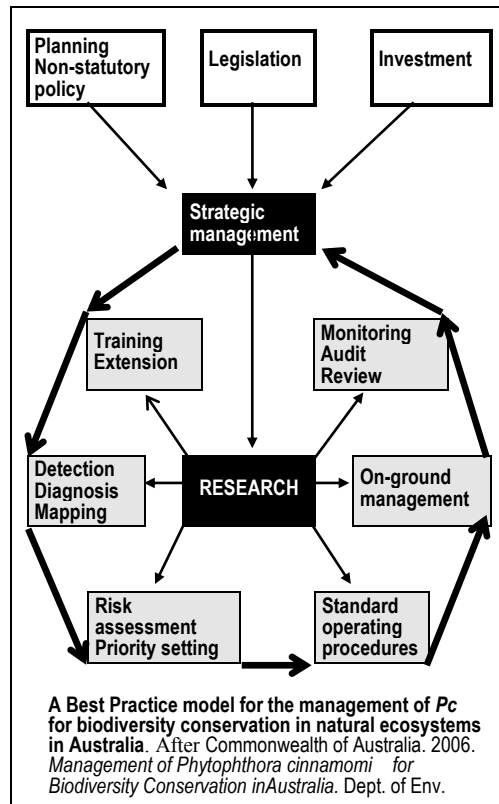 Planning
Non-statutory
policy
Legislation
Investment
Strategic
management
Training
Extension
Monitoring
Audit
Review
Detection
Diagnosis
Mapping
RESEARCH
On-ground
management
Risk
assessment
Priority setting
Standard
operating
procedures
A Best Practice model for the management of Pc
for biodiversity conservation in natural ecosystems
in Australia. After Commonwealth of Australia. 2006.
Management of Phytophthora cinnamomi for
Biodiversity Conservation inAustralia. Dept. of Env.